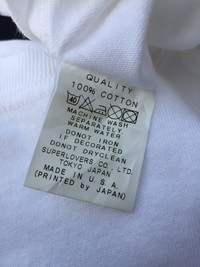 QUALITY
100% COTTON
40
MACHINE WASH
SEPARATELY.
WARM WATER
DONOT IRON
IF DECORATED
DONOT DRYCLEAN
SUPERLOVERS CO., LTD.
TOKYO JAPAN
MADE IN U.S.A
(PRINTED by JAPAN)